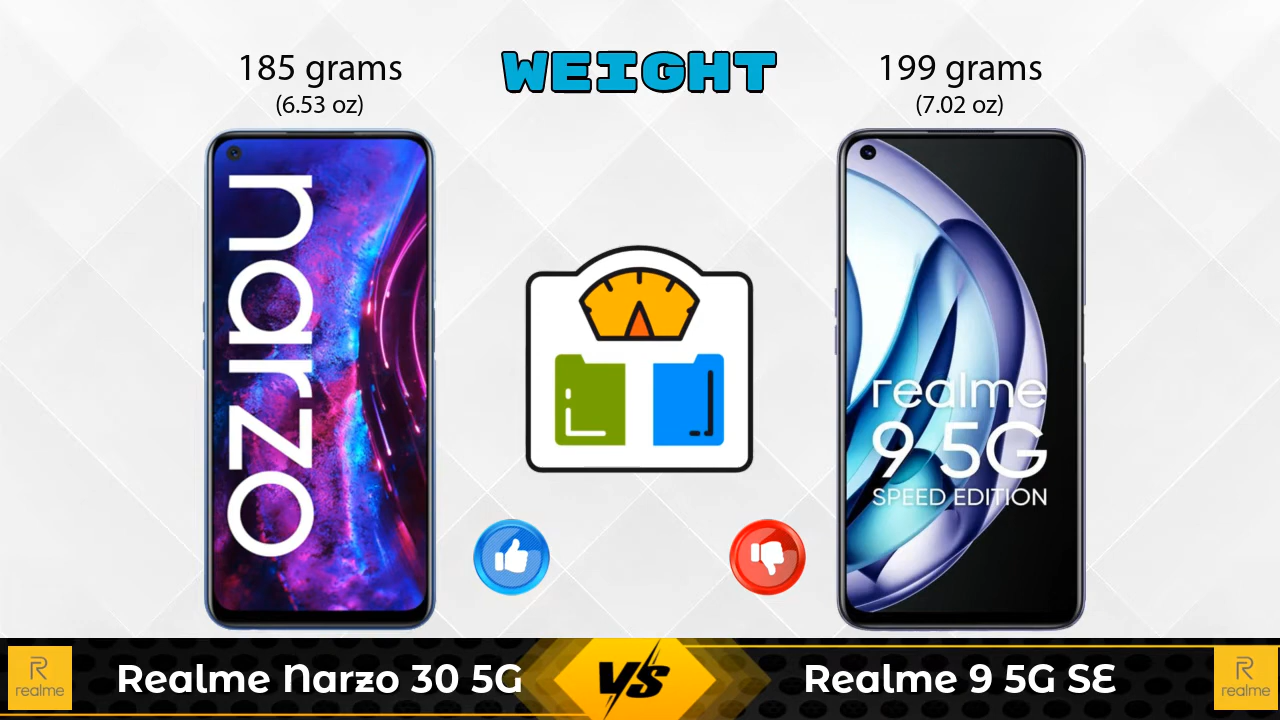 WEIGHT
185 grams
(6.53 oz)
199 grams
(7.02 oz)
narzo
realme
9 5G
SPEED EDITION
R
realme
Realme Narzo 30 5G
VS
Realme 9 5G SE
R
realme